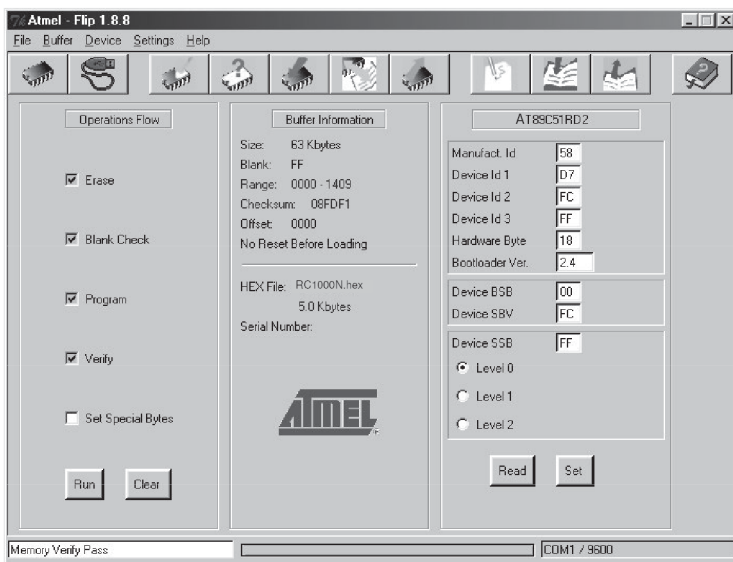 Atmel - Flip 1.8.8
File Buffer Device Settings Help
Operations Flow
Erase
Blank Check
Program
Verify
Set Special Bytes
Run Clear
Buffer Information
Size: 63 Kbytes
Blank: FF
Range: 0000 - 1409
Checksum: 08FDF1
Offset: 0000
No Reset Before Loading
HEX File: RC1000N.hex
5.0 Kbytes
Serial Number:
ATMEL
AT89C51RD2
Manufact. Id 58
Device Id 1 D7
Device Id 2 FC
Device Id 3 FF
Hardware Byte 18
Bootloader Ver. 2.4
Device BSB 00
Device SBV FC
Device SSB FF
Level 0
Level 1
Level 2
Read Set
Memory Verify Pass
COM1 / 9600